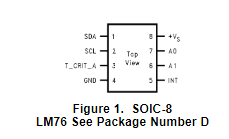 SDA 1 8 +VS
SCL 2 Top 7 A0
T_CRIT_A 3 View 6 A1
GND 4 5 INT
Figure 1. SOIC-8
LM76 See Package Number D